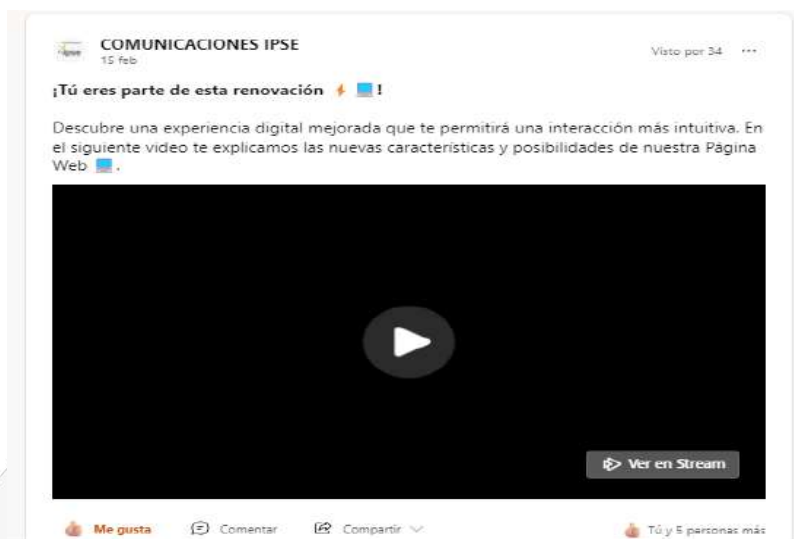 COMUNICACIONES IPSE
15 feb
Visto por 34
¡Tú eres parte de esta renovación ⚡ 💻!
Descubre una experiencia digital mejorada que te permitirá una interacción más intuitiva. En
el siguiente video te explicamos las nuevas características y posibilidades de nuestra Página
Web 💻.
Ver en Stream
Me gusta Comentar Compartir Tú y 5 personas más